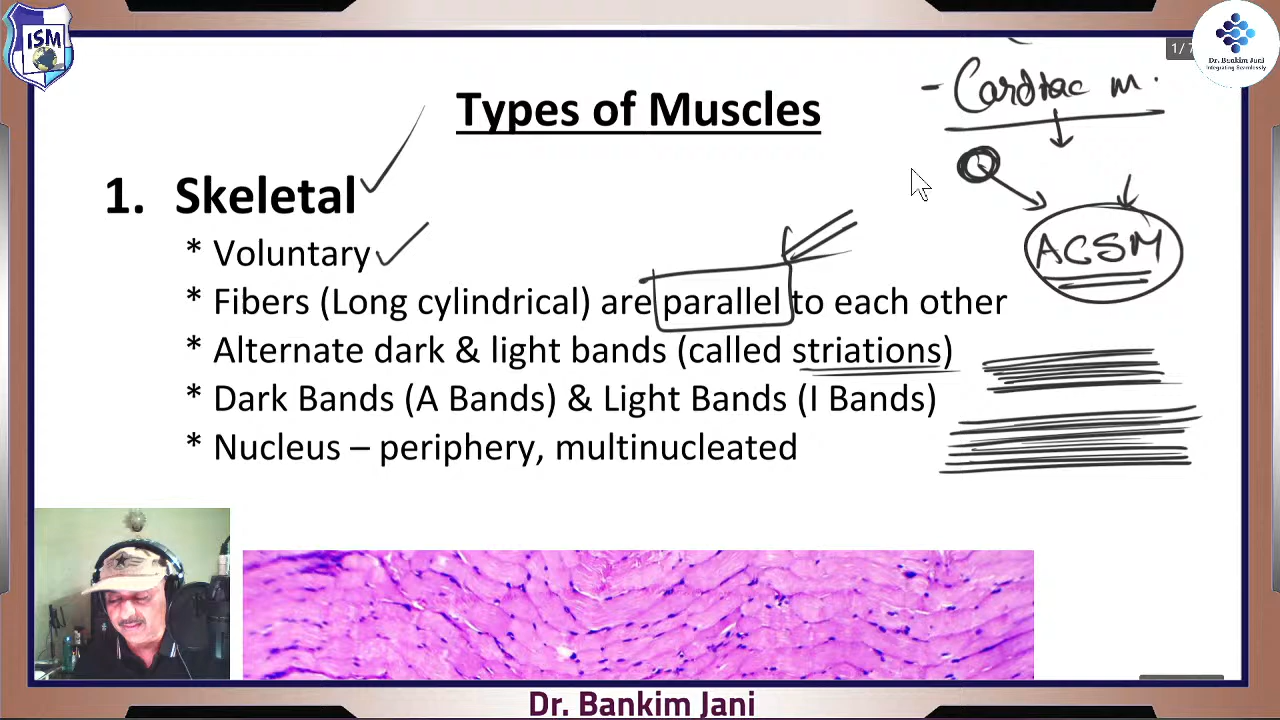 ISM
1/7
Dr. Bankim Jani
Integrating Seamlessly
- Cardiac m.
Types of Muscles
1. Skeletal
ACSM
* Voluntary
* Fibers (Long cylindrical) are parallel to each other
* Alternate dark & light bands (called striations)
* Dark Bands (A Bands) & Light Bands (I Bands)
* Nucleus – periphery, multinucleated
Dr. Bankim Jani